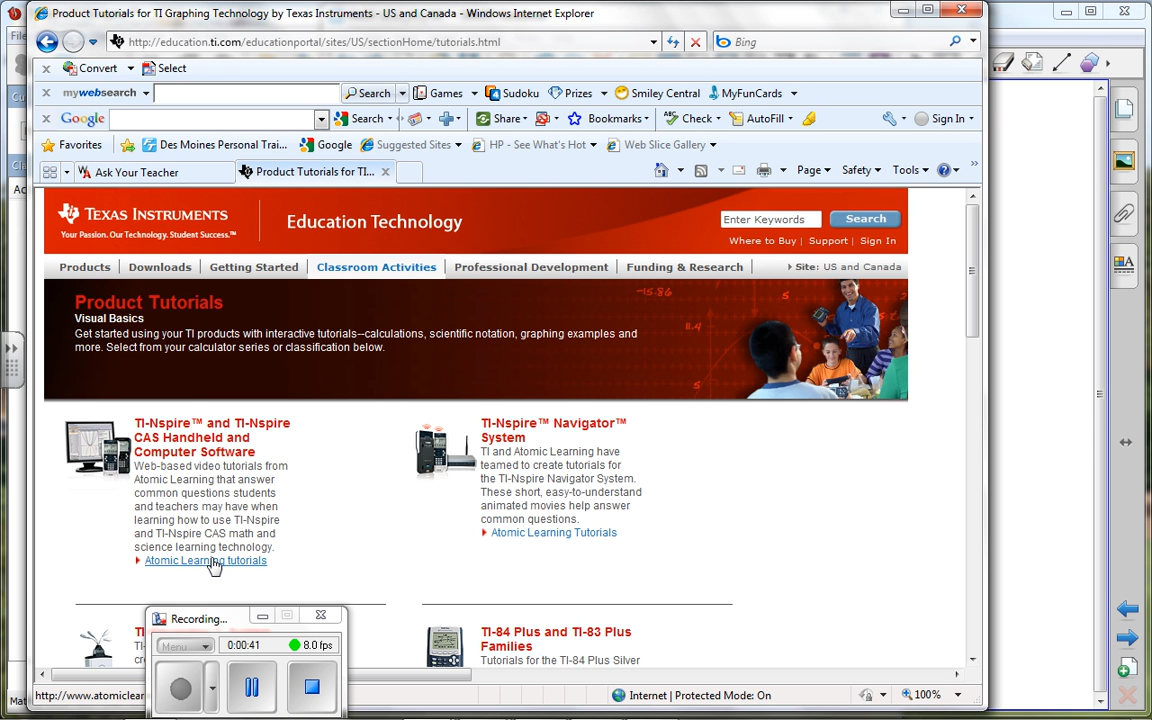 Product Tutorials for TI Graphing Technology by Texas Instruments - US and Canada - Windows Internet Explorer
http://education.ti.com/educationportal/sites/US/sectionHome/tutorials.html
Bing
Convert Select
mywebsearch Search Games Sudoku Prizes Smiley Central MyFunCards
Google Search Share Bookmarks Check AutoFill Sign In
Favorites Des Moines Personal Trai... Google Suggested Sites HP - See What's Hot Web Slice Gallery
Ask Your Teacher Product Tutorials for TI... Page Safety Tools
TEXAS INSTRUMENTS
Your Passion. Our Technology. Student Success.™
Education Technology
Enter Keywords Search
Where to Buy | Support | Sign In
Products Downloads Getting Started Classroom Activities Professional Development Funding & Research Site: US and Canada
Product Tutorials
Visual Basics
Get started using your TI products with interactive tutorials--calculations, scientific notation, graphing examples and
more. Select from your calculator series or classification below.
TI-Nspire™ and TI-Nspire
CAS Handheld and
Computer Software
Web-based video tutorials from
Atomic Learning that answer
common questions students
and teachers may have when
learning how to use TI-Nspire
and TI-Nspire CAS math and
science learning technology.
Atomic Learning tutorials
TI-Nspire™ Navigator™
System
TI and Atomic Learning have
teamed to create tutorials for
the TI-Nspire Navigator System.
These short, easy-to-understand
animated movies help answer
common questions.
Atomic Learning Tutorials
TI-84 Plus and TI-83 Plus
Families
Tutorials for the TI-84 Plus Silver
Recording...
Menu 0:00:41 8.0 fps
http://www.atomiclear
Internet | Protected Mode: On 100%